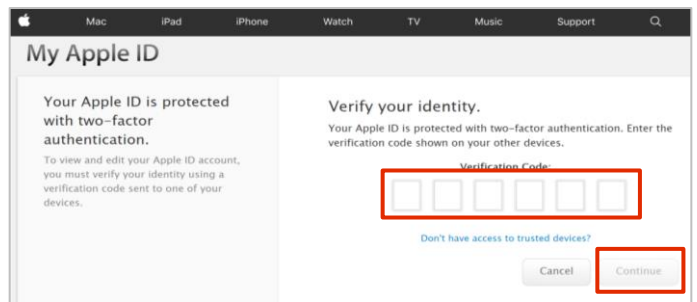 Mac iPad iPhone Watch TV Music Support
My Apple ID
Your Apple ID is protected
with two-factor
authentication.
To view and edit your Apple ID account,
you must verify your identity using a
verification code sent to one of your
devices.
Verify your identity.
Your Apple ID is protected with two-factor authentication. Enter the
verification code shown on your other devices.
Verification Code:
Don't have access to trusted devices?
Cancel Continue